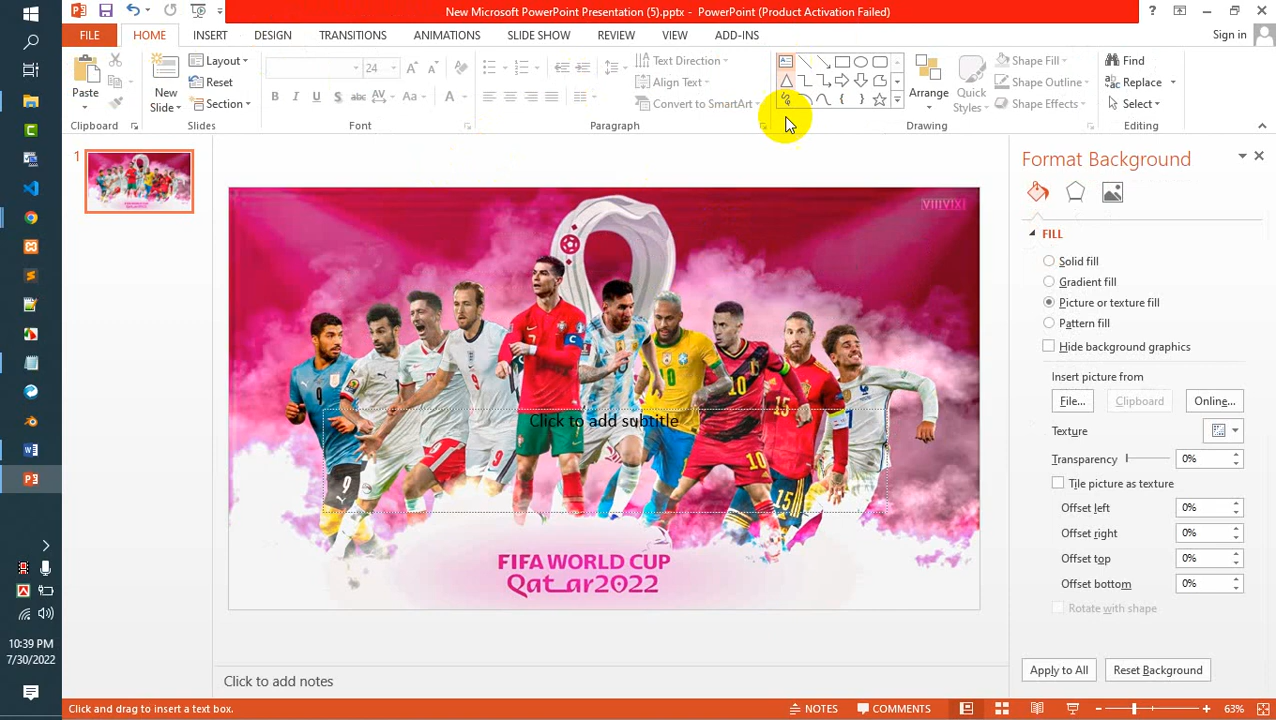 New Microsoft PowerPoint Presentation (5).pptx - PowerPoint (Product Activation Failed)
FILE HOME INSERT DESIGN TRANSITIONS ANIMATIONS SLIDE SHOW REVIEW VIEW ADD-INS Sign in
Paste
New Slide
Layout
Reset
Section
24
B I U S abc AV Aa A
Text Direction
Align Text
Convert to SmartArt
Arrange
Quick Styles
Shape Fill
Shape Outline
Shape Effects
Find
Replace
Select
Clipboard Slides Font Paragraph Drawing Editing
1
Click to add subtitle
FIFA WORLD CUP
Qatar2022
Click to add notes
Format Background
FILL
Solid fill
Gradient fill
Picture or texture fill
Pattern fill
Hide background graphics
Insert picture from
File... Clipboard Online...
Texture
Transparency 0%
Tile picture as texture
Offset left 0%
Offset right 0%
Offset top 0%
Offset bottom 0%
Rotate with shape
Apply to All Reset Background
10:39 PM
7/30/2022
Click and drag to insert a text box. NOTES COMMENTS 63%